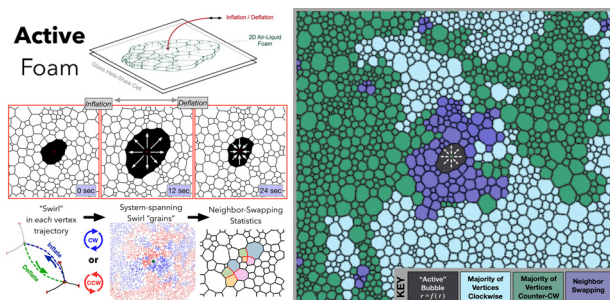 Active
Foam
Inflation / Deflation
2D Air-Liquid
Foam
Glass Hele-Shaw Cell
Inflation
Deflation
0 sec
12 sec
24 sec
"Swirl"
in each vertex
trajectory
System-spanning
Swirl "grains"
Neighbor-Swapping
Statistics
Inflate
Deflate
CW
or
CCW
KEY
"Active"
Bubble
r = f(t)
Majority of
Vertices
Clockwise
Majority of
Vertices
Counter-CW
Neighbor
Swapping